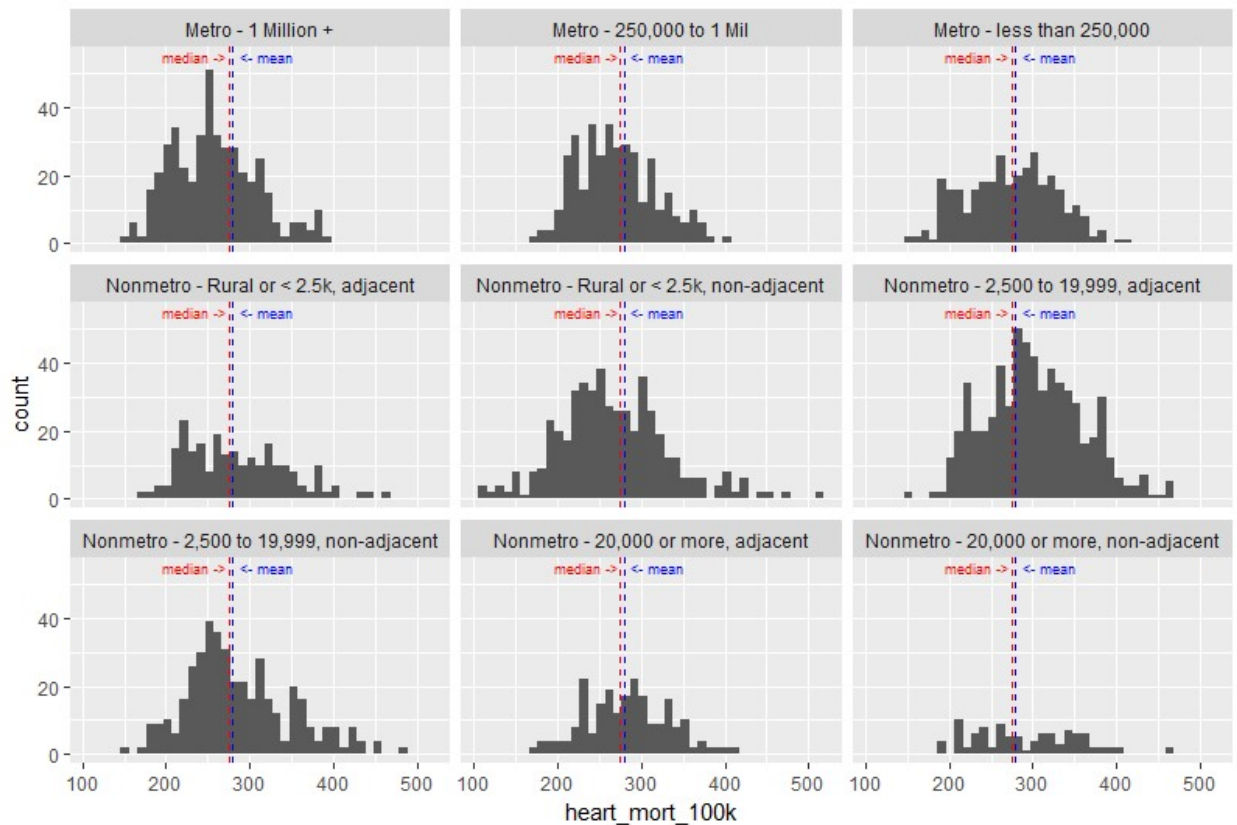 Metro - 1 Million +
Metro - 250,000 to 1 Mil
Metro - less than 250,000
median -> <- mean
median -> <- mean
median -> <- mean
40
20
0
Nonmetro - Rural or < 2.5k, adjacent
Nonmetro - Rural or < 2.5k, non-adjacent
Nonmetro - 2,500 to 19,999, adjacent
median -> <- mean
median -> <- mean
median -> <- mean
count
40
20
0
Nonmetro - 2,500 to 19,999, non-adjacent
Nonmetro - 20,000 or more, adjacent
Nonmetro - 20,000 or more, non-adjacent
median -> <- mean
median -> <- mean
median -> <- mean
40
20
0
100 200 300 400 500
100 200 300 400 500
100 200 300 400 500
heart_mort_100k